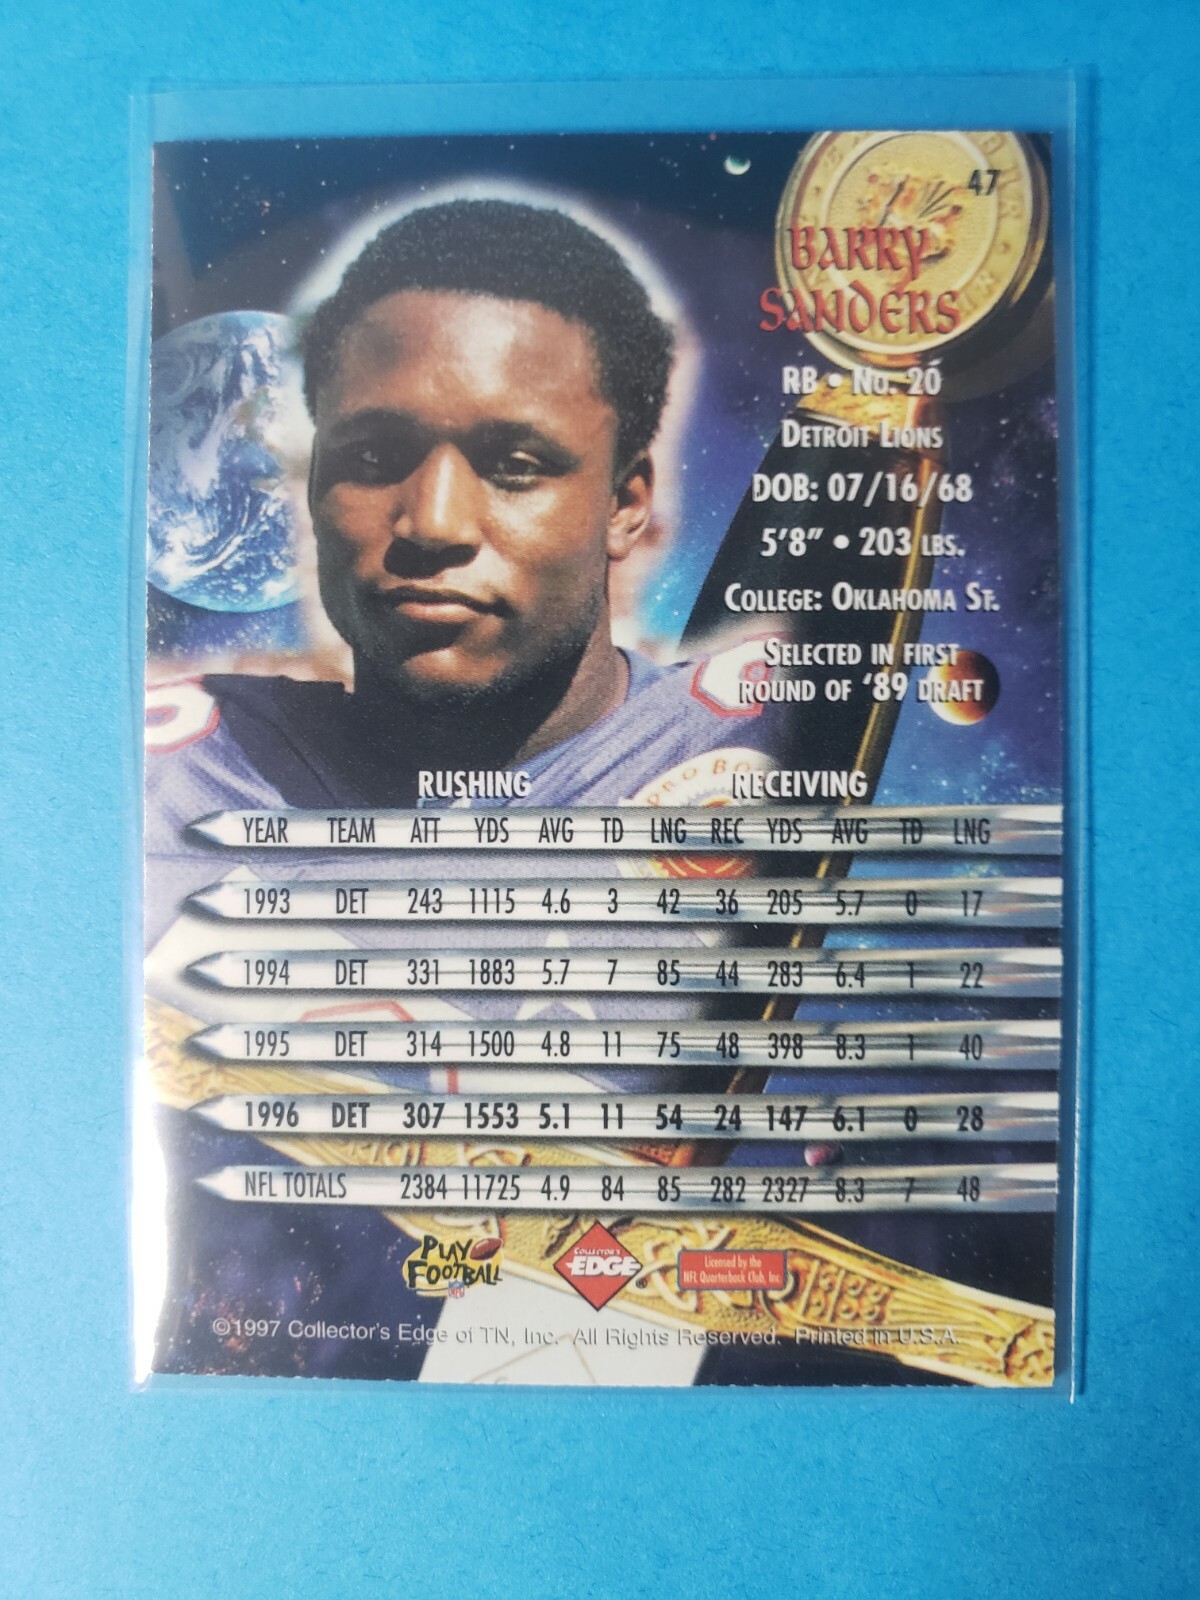 47
BARRY
SANDERS
RB • No. 20
DETROIT LIONS
DOB: 07/16/68
5'8" • 203 LBS.
COLLEGE: OKLAHOMA ST.
SELECTED IN FIRST
ROUND OF '89 DRAFT
PRO BO
RUSHING RECEIVING
YEAR TEAM ATT YDS AVG TD LNG REC YDS AVG TD LNG
1993 DET 243 1115 4.6 3 42 36 205 5.7 0 17
1994 DET 331 1883 5.7 7 85 44 283 6.4 1 22
1995 DET 314 1500 4.8 11 75 48 398 8.3 1 40
1996 DET 307 1553 5.1 11 54 24 147 6.1 0 28
NFL TOTALS 2384 11725 4.9 84 85 282 2327 8.3 7 48
PLAY
FOOTBALL
NFL
COLLECTOR'S
EDGE
®
Licensed by the
NFL Quarterback Club, Inc.
©1997 Collector's Edge of TN, Inc. All Rights Reserved. Printed in U.S.A.